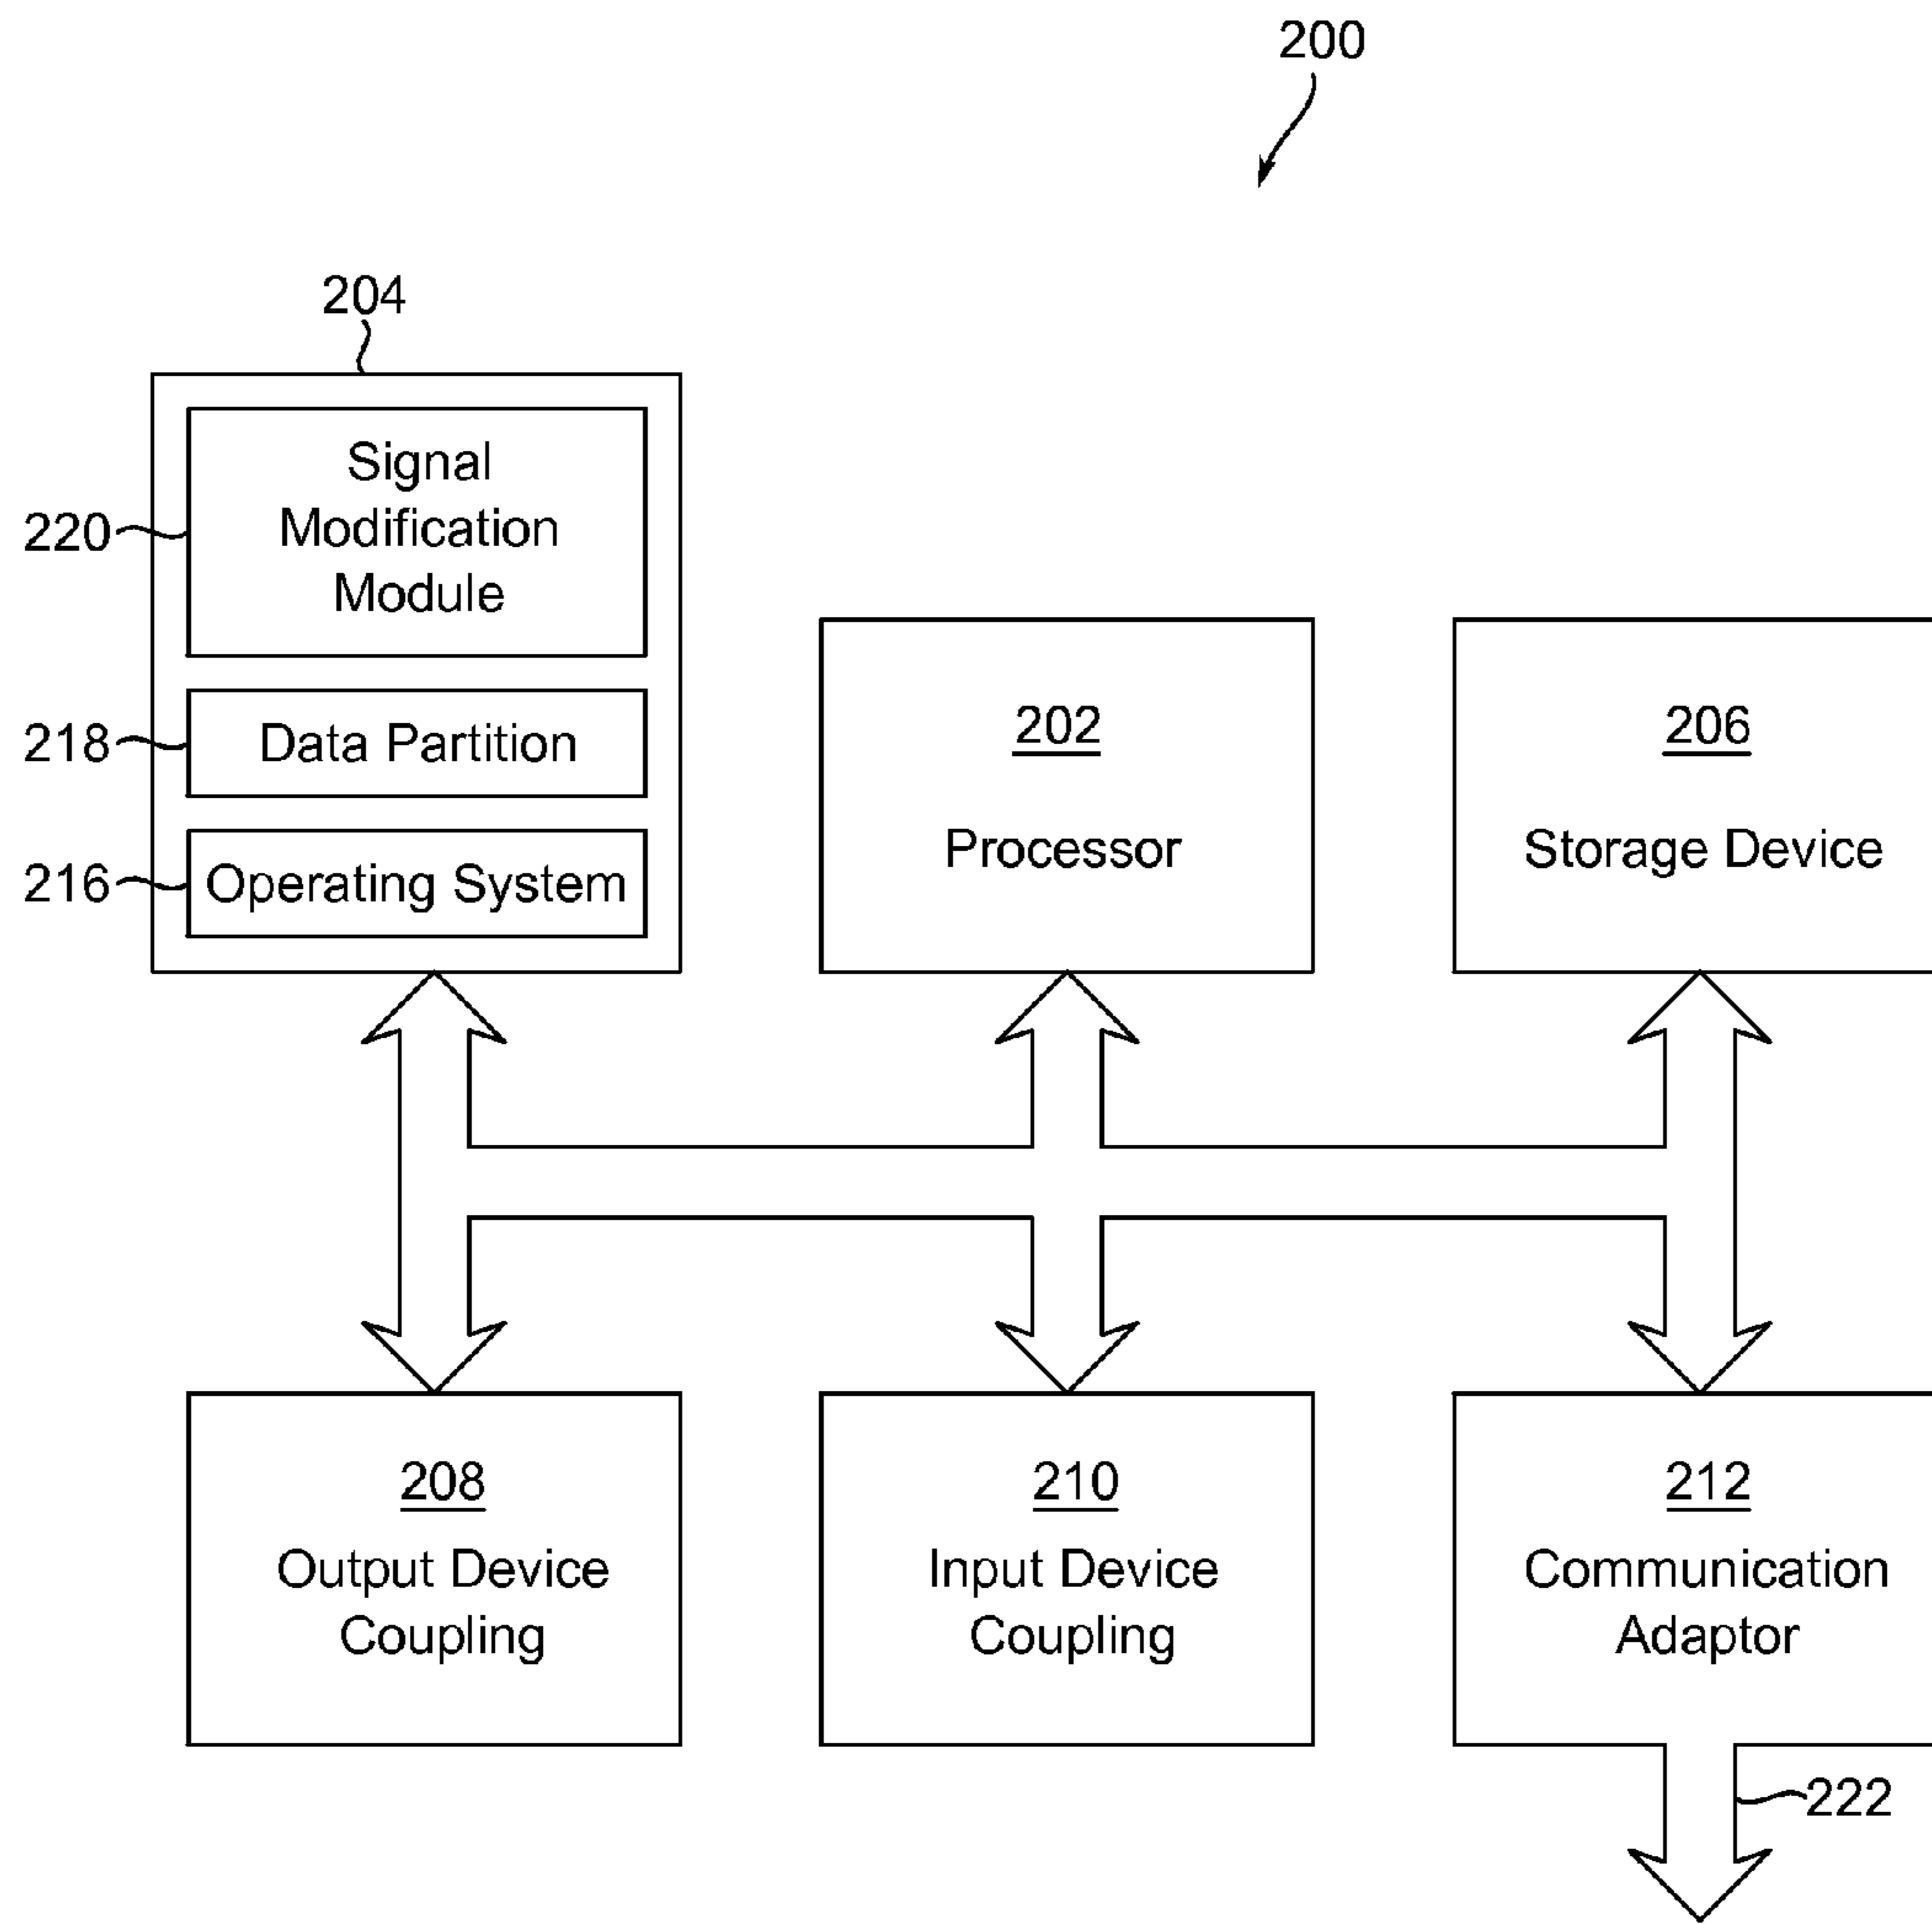 200
204
Signal
Modification
Module
220
218
Data Partition
216
Operating System
202
Processor
206
Storage Device
208
Output Device
Coupling
210
Input Device
Coupling
212
Communication
Adaptor
222